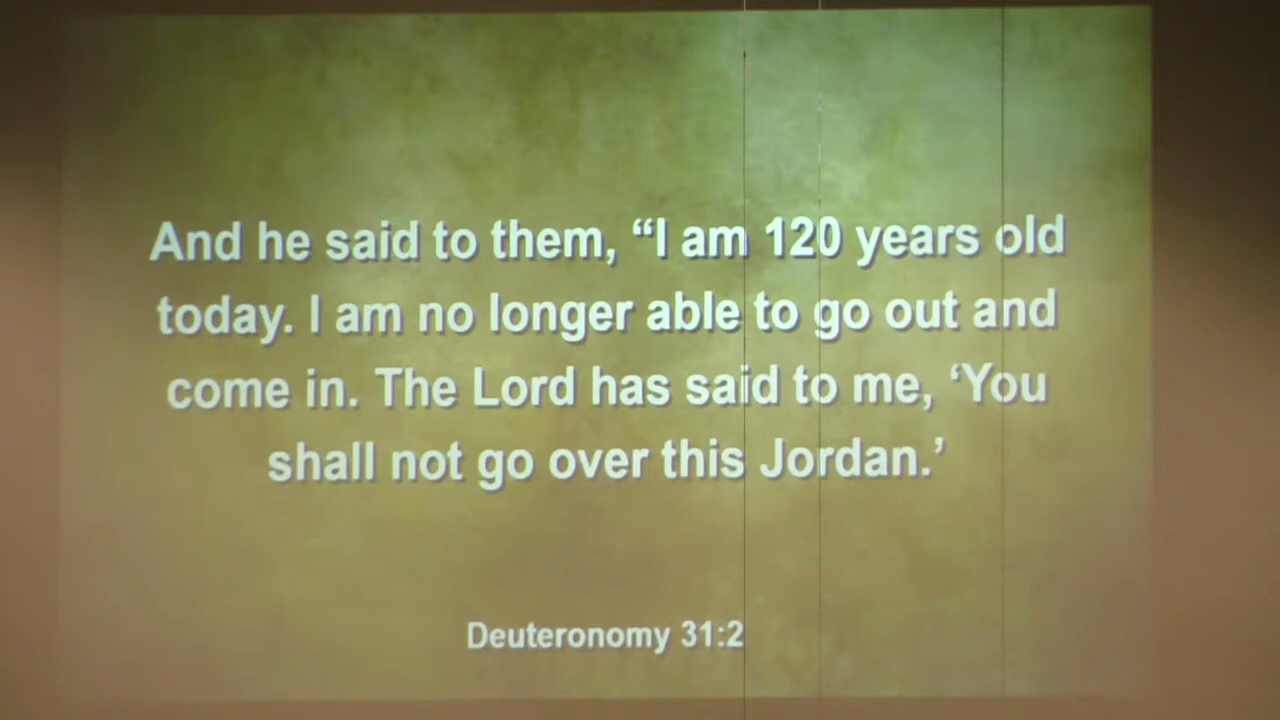 And he said to them, “I am 120 years old
today. I am no longer able to go out and
come in. The Lord has said to me, ‘You
shall not go over this Jordan.’
Deuteronomy 31:2